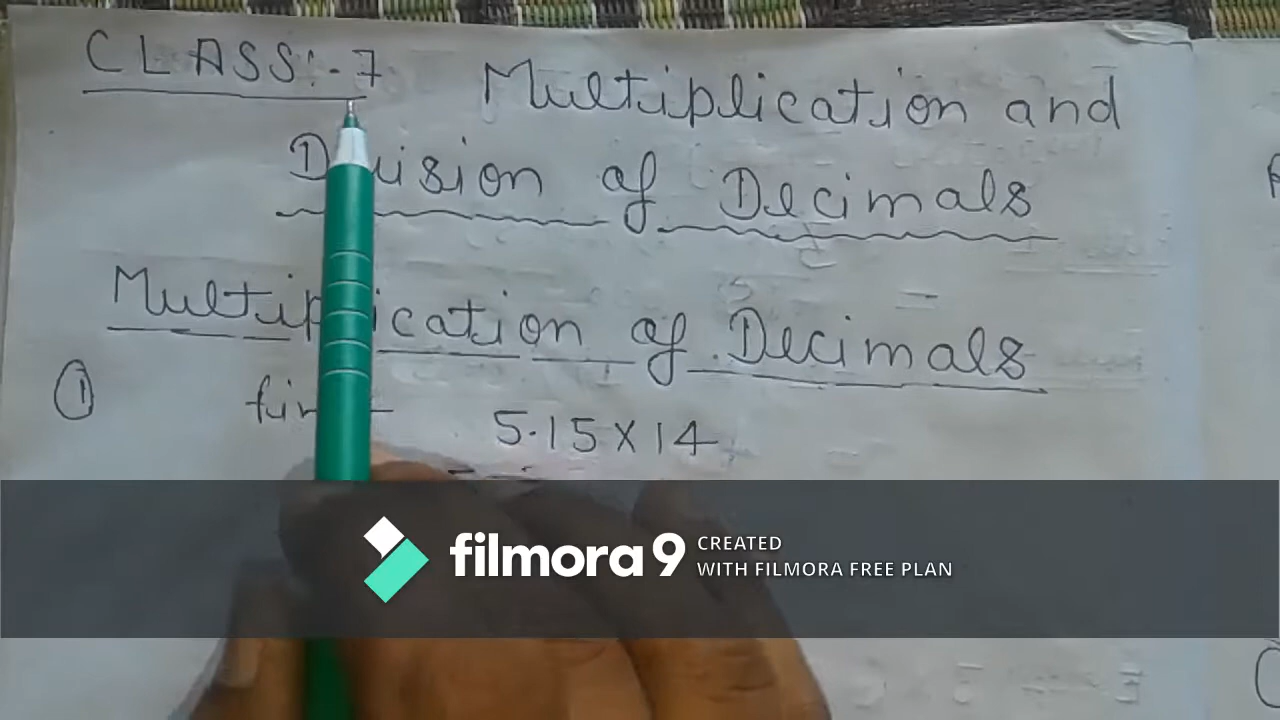 CLASS:-7 Multiplication and
Division of Decimals
Multiplication of Decimals
① 5.15 X 14
filmora 9 CREATED
WITH FILMORA FREE PLAN